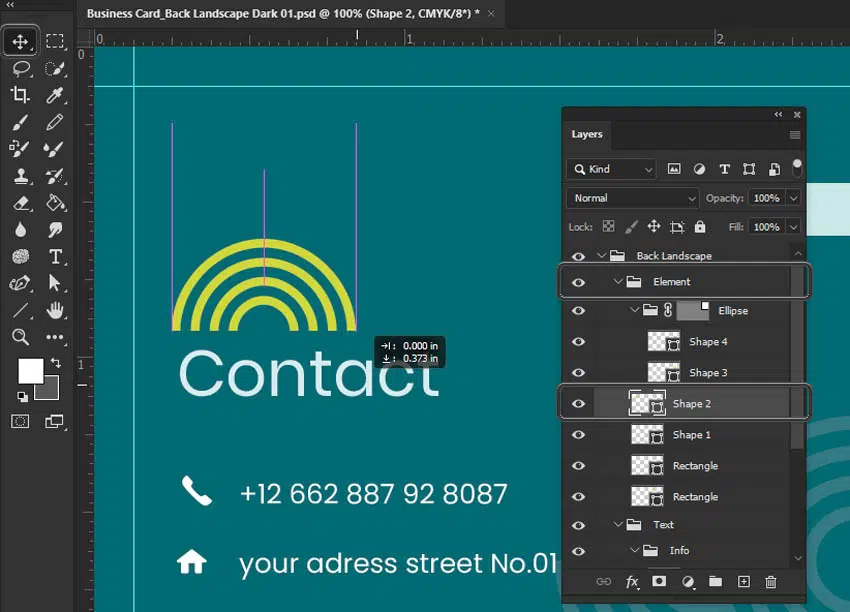 Business Card_Back Landscape Dark 01.psd @ 100% (Shape 2, CMYK/8*) *
0
1
2
0
1
Layers
Kind
Normal
Opacity: 100%
Lock:
Fill: 100%
Back Landscape
Element
Ellipse
Shape 4
Shape 3
Shape 2
Shape 1
Rectangle
Rectangle
Text
Info
fx
0.000 in
0.373 in
Contact
+12 662 887 92 8087
your adress street No.01